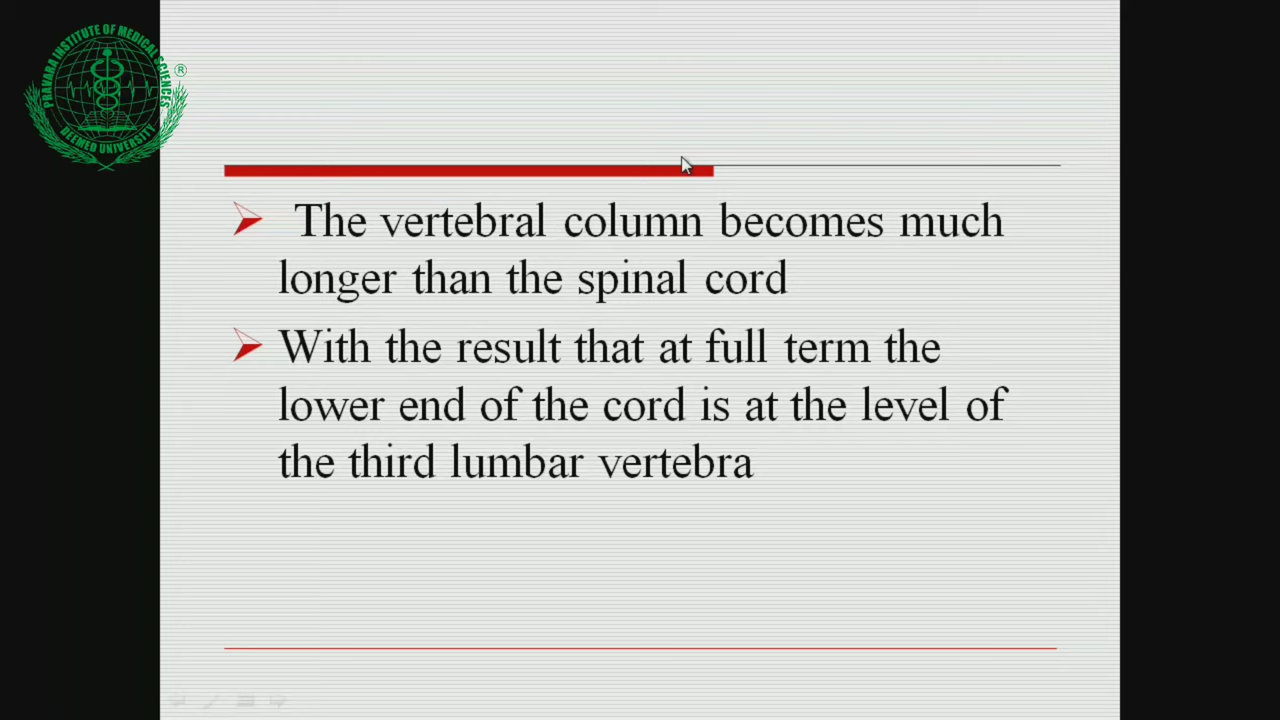 PRAVARA INSTITUTE OF MEDICAL SCIENCES
®
DEEMED UNIVERSITY
The vertebral column becomes much
longer than the spinal cord
With the result that at full term the
lower end of the cord is at the level of
the third lumbar vertebra